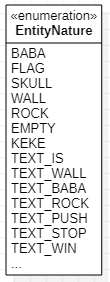 «enumeration»
EntityNature
BABA
FLAG
SKULL
WALL
ROCK
EMPTY
KEKE
TEXT_IS
TEXT_WALL
TEXT_BABA
TEXT_ROCK
TEXT_PUSH
TEXT_STOP
TEXT_WIN
...